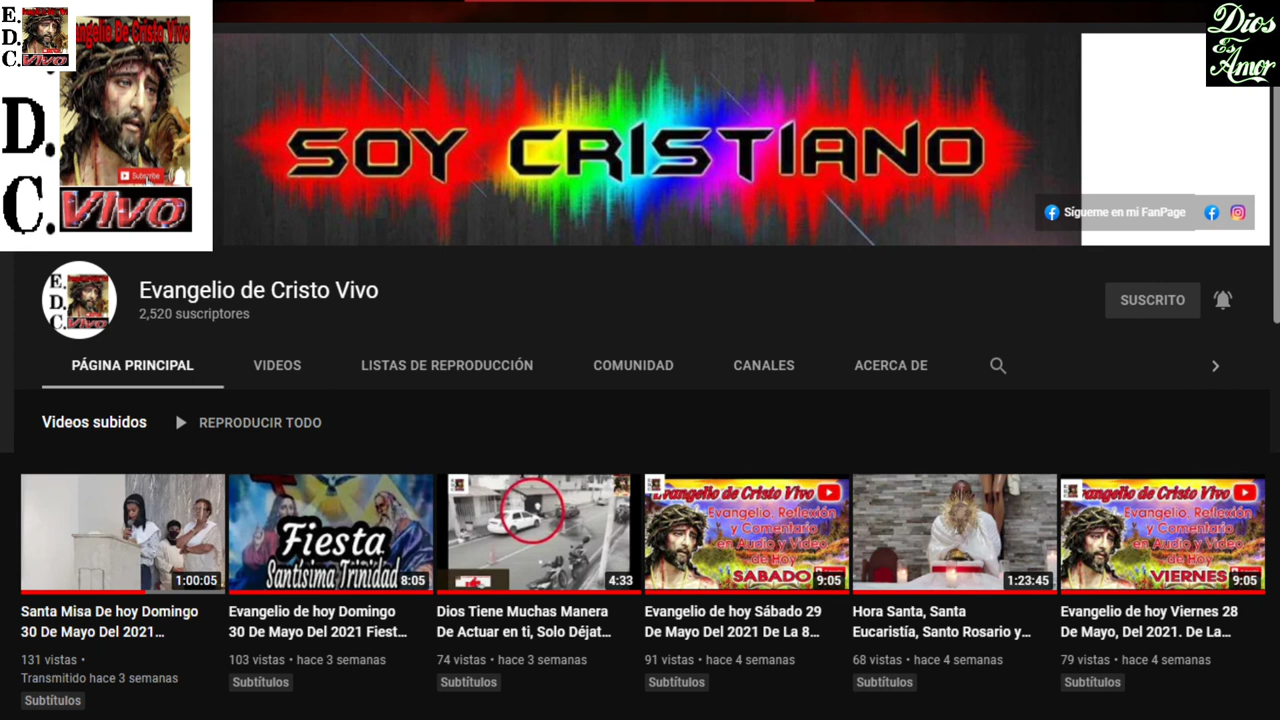 E.
D.
C.
Evangelio De Cristo Vivo
D.
C.
Subscribe
Vivo
SOY CRISTIANO
Dios
Es
Amor
Sígueme en mi FanPage
E.
D.
C.
Vivo
Evangelio de Cristo Vivo
2,520 suscriptores
SUSCRITO
PÁGINA PRINCIPAL
VIDEOS
LISTAS DE REPRODUCCIÓN
COMUNIDAD
CANALES
ACERCA DE
Videos subidos
REPRODUCIR TODO
1:00:05
Fiesta
Santísima Trinidad
8:05
4:33
Evangelio de Cristo Vivo
Evangelio, Reflexión
y Comentario
en Audio y Video
de Hoy
SABADO
9:05
1:23:45
Evangelio de Cristo Vivo
Evangelio, Reflexión
y Comentario
en Audio y Video
de Hoy
VIERNES
9:05
Santa Misa De hoy Domingo
30 De Mayo Del 2021...
131 vistas •
Transmitido hace 3 semanas
Subtítulos
Evangelio de hoy Domingo
30 De Mayo Del 2021 Fiest...
103 vistas • hace 3 semanas
Subtítulos
Dios Tiene Muchas Manera
De Actuar en ti, Solo Déjat...
74 vistas • hace 3 semanas
Subtítulos
Evangelio de hoy Sábado 29
De Mayo Del 2021 De La 8...
91 vistas • hace 4 semanas
Subtítulos
Hora Santa, Santa
Eucaristía, Santo Rosario y...
68 vistas • hace 4 semanas
Subtítulos
Evangelio de hoy Viernes 28
De Mayo, Del 2021. De La...
79 vistas • hace 4 semanas
Subtítulos